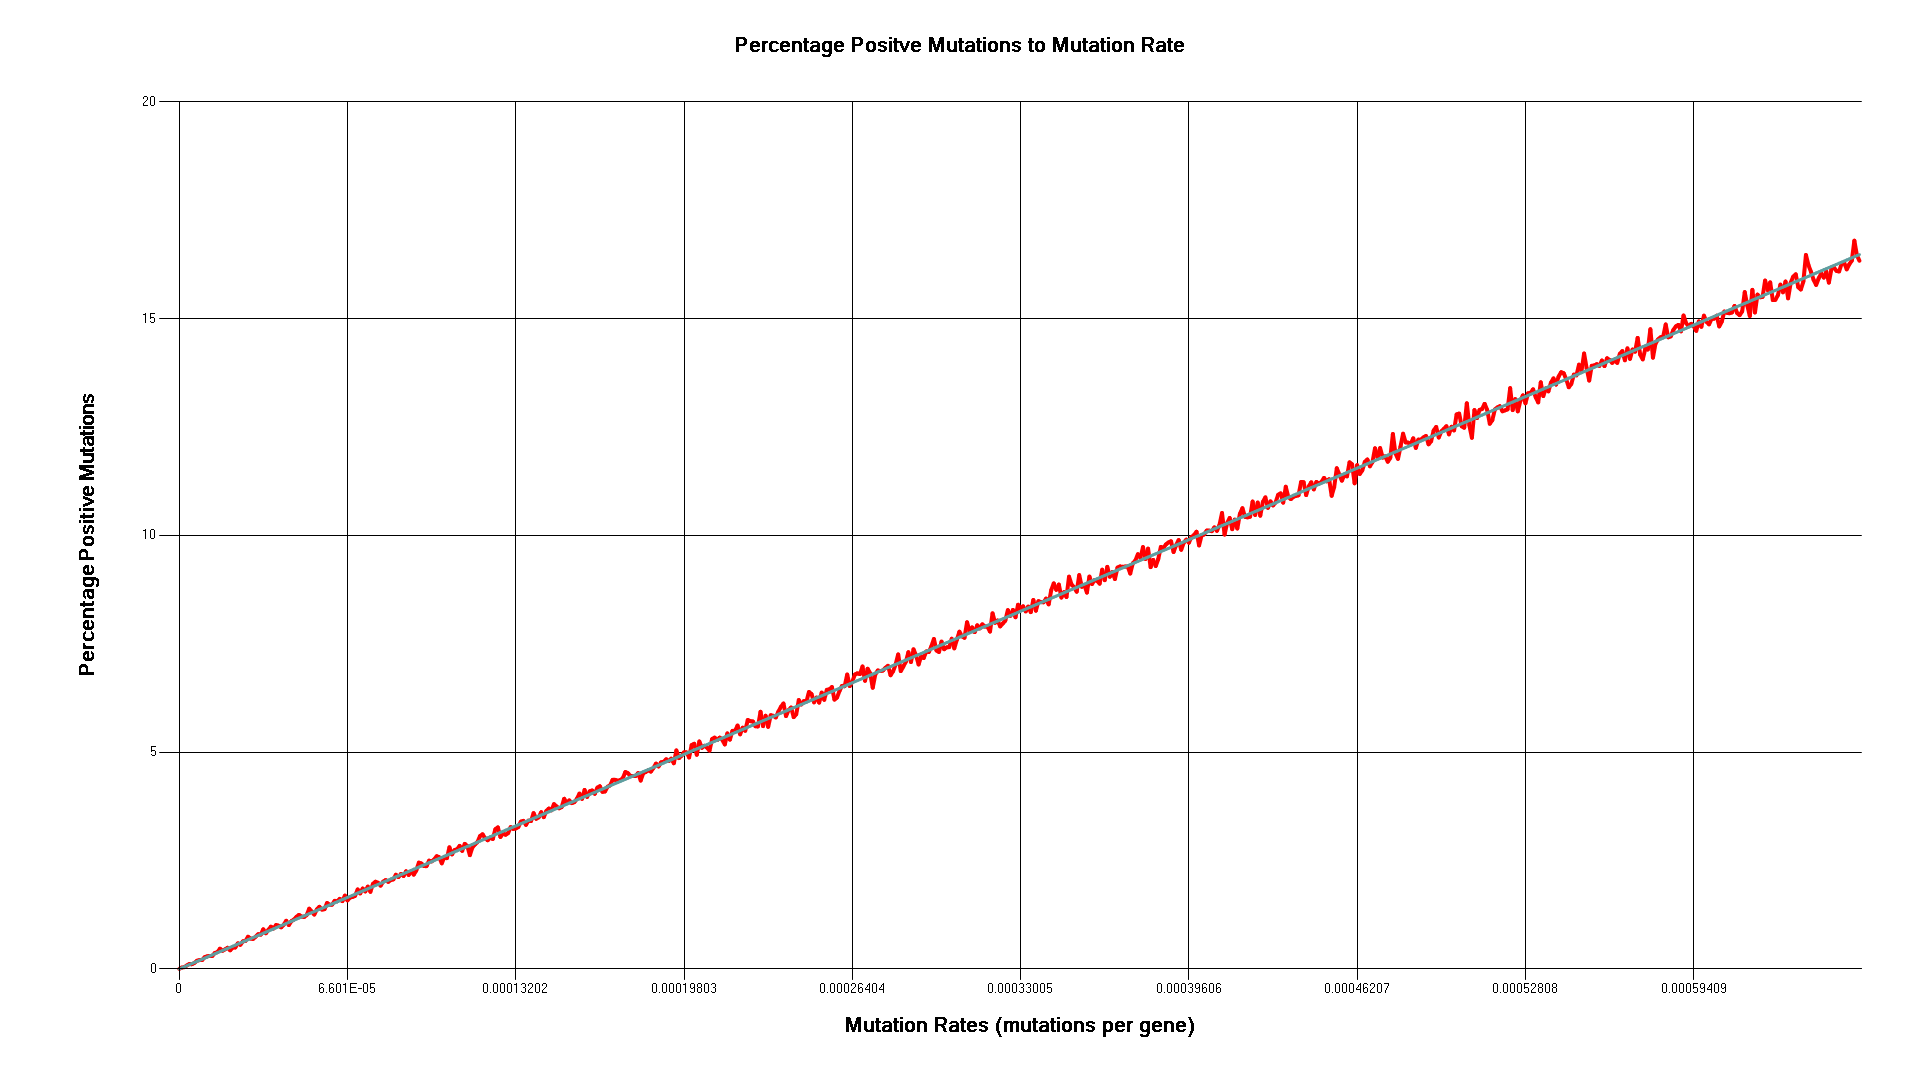 Percentage Positve Mutations to Mutation Rate
20
15
10
5
0
Percentage Positive Mutations
0 6.601E-05 0.00013202 0.00019803 0.00026404 0.00033005 0.00039606 0.00046207 0.00052808 0.00059409
Mutation Rates (mutations per gene)